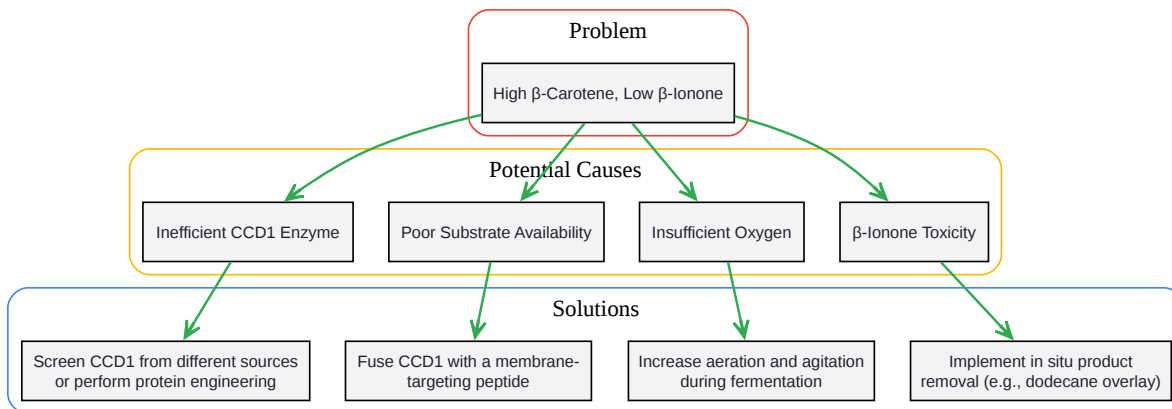 Problem
High β-Carotene, Low β-Ionone
Potential Causes
Inefficient CCD1 Enzyme
Poor Substrate Availability
Insufficient Oxygen
β-Ionone Toxicity
Solutions
Screen CCD1 from different sources
or perform protein engineering
Fuse CCD1 with a membrane-
targeting peptide
Increase aeration and agitation
during fermentation
Implement in situ product
removal (e.g., dodecane overlay)